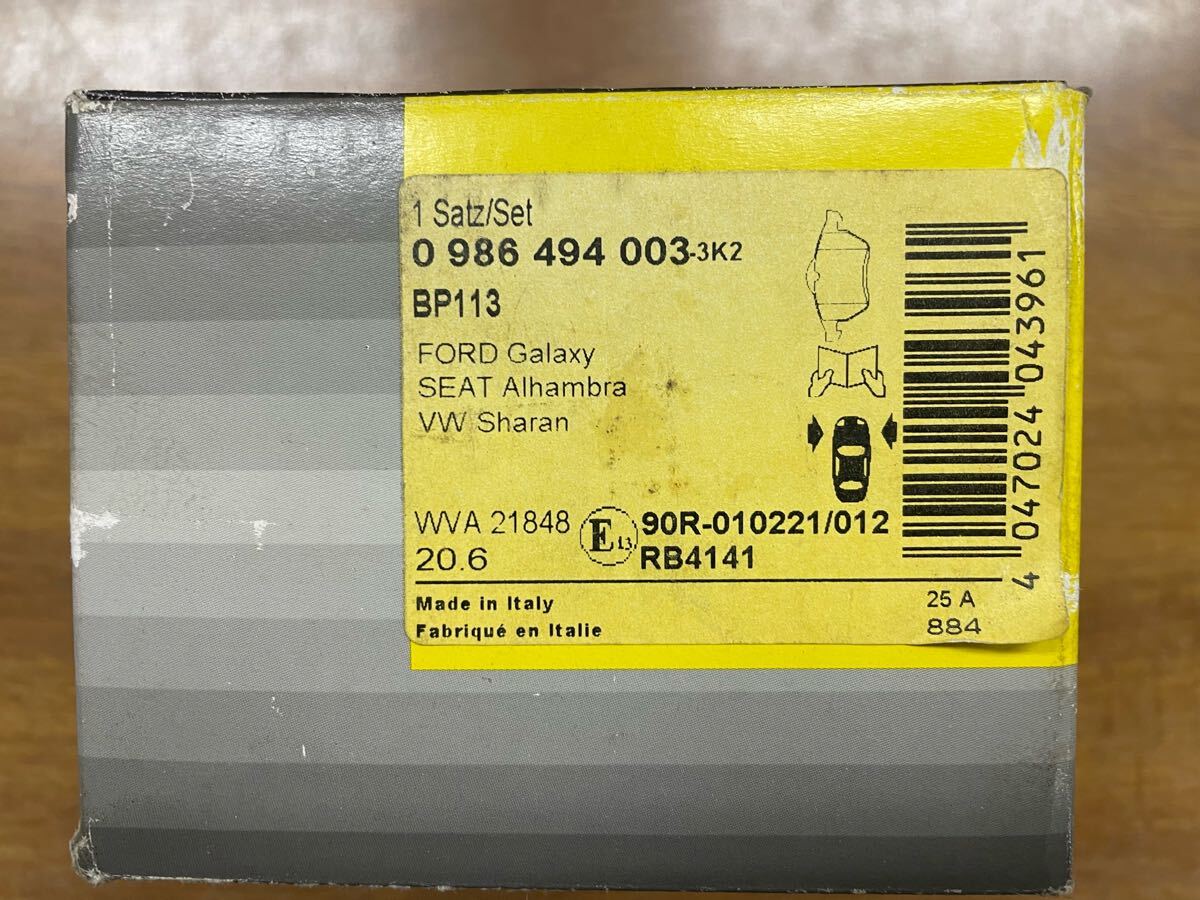 1 Satz/Set
0 986 494 003-3K2
BP113
FORD Galaxy
SEAT Alhambra
VW Sharan
WVA 21848
20.6
E13
90R-010221/012
RB4141
Made in Italy
Fabriqué en Italie
25 A
884
4 047024 043961